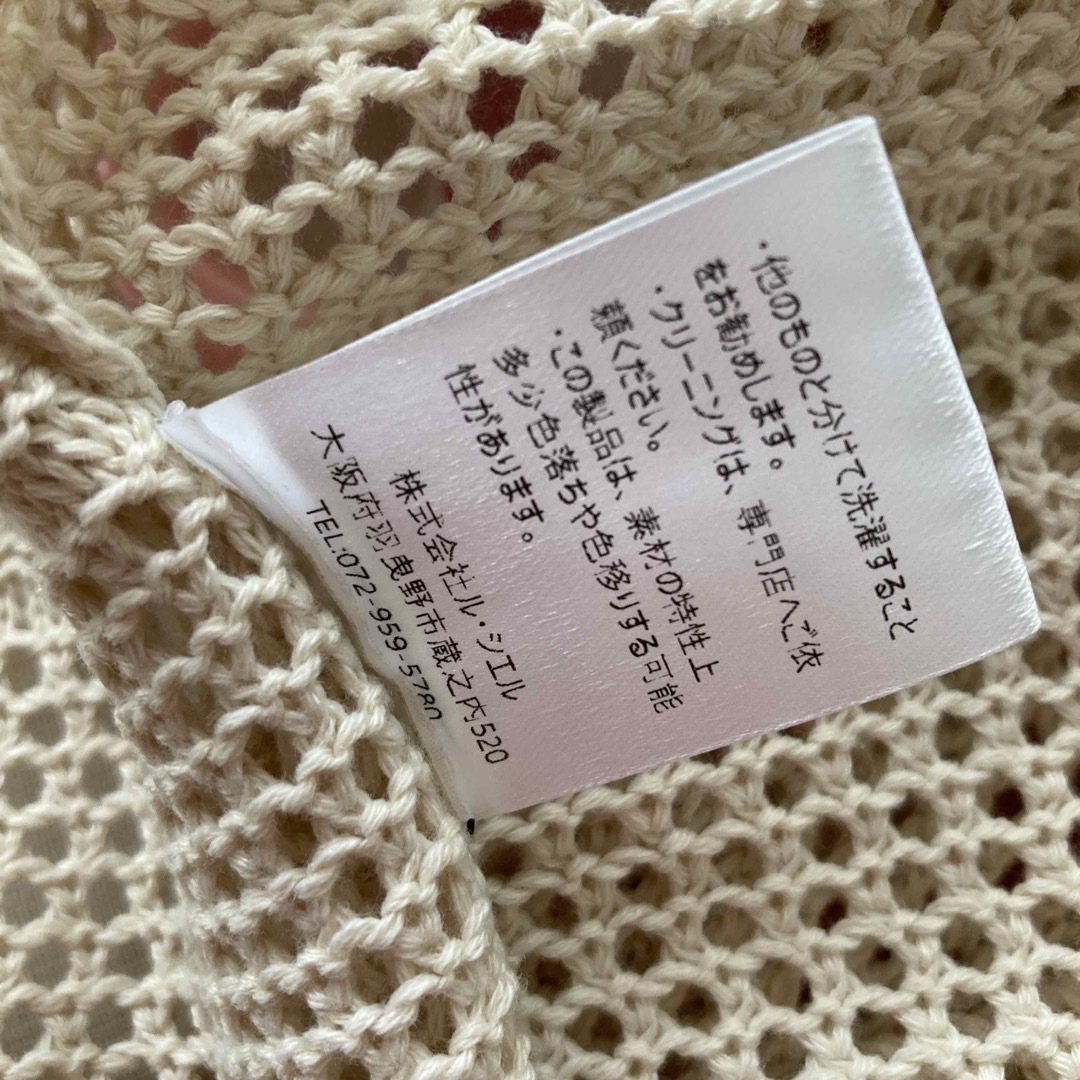 ・他のものと分けて洗濯すること
をお勧めします。
・クリーニングは、専門店へご依
頼ください。
・この製品は、素材の特性上
多少色落ちや色移りする可能
性があります。
株式会社ル・シエル
大阪府羽曳野市蔵之内520
TEL:072-959-5780